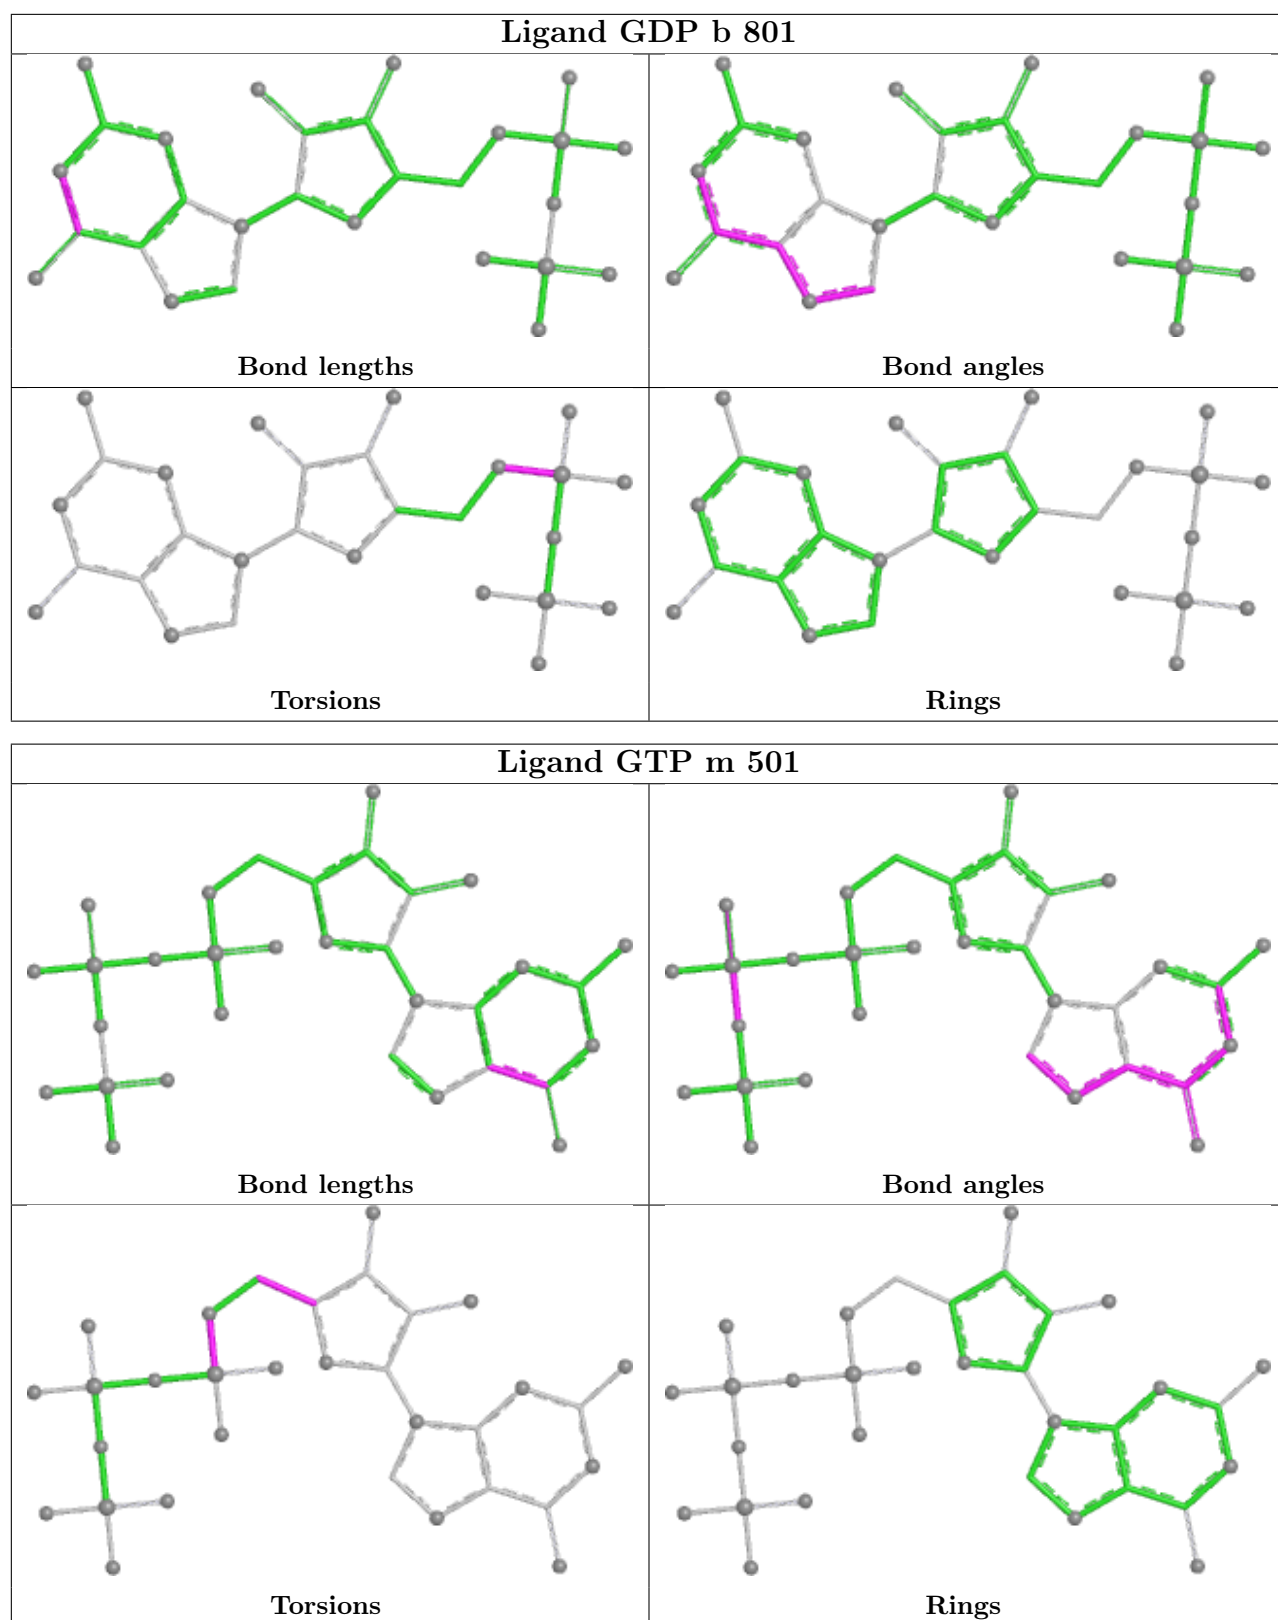 Ligand GDP b 801
Bond lengths
Bond angles
Torsions
Rings
Ligand GTP m 501
Bond lengths
Bond angles
Torsions
Rings